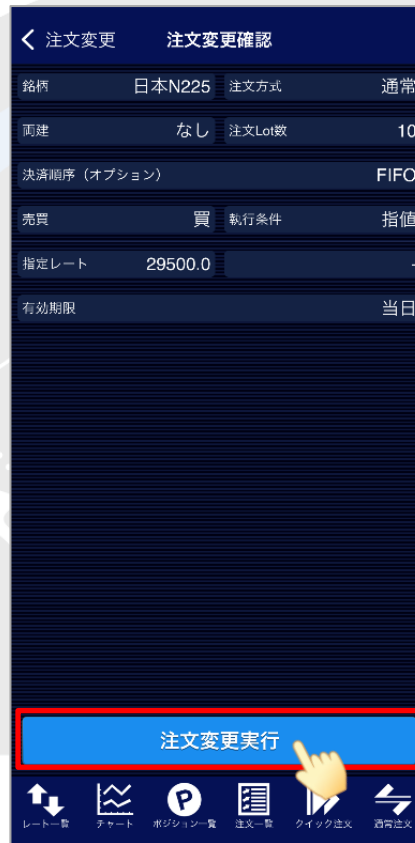 注文変更 注文変更確認
銘柄 日本N225 注文方式 通常
両建 なし 注文Lot数 10
決済順序（オプション） FIFO
売買 買 執行条件 指値
指定レート 29500.0 -
有効期限 当日
注文変更実行
レート一覧 チャート ポジション一覧 注文一覧 クイック注文 通常注文